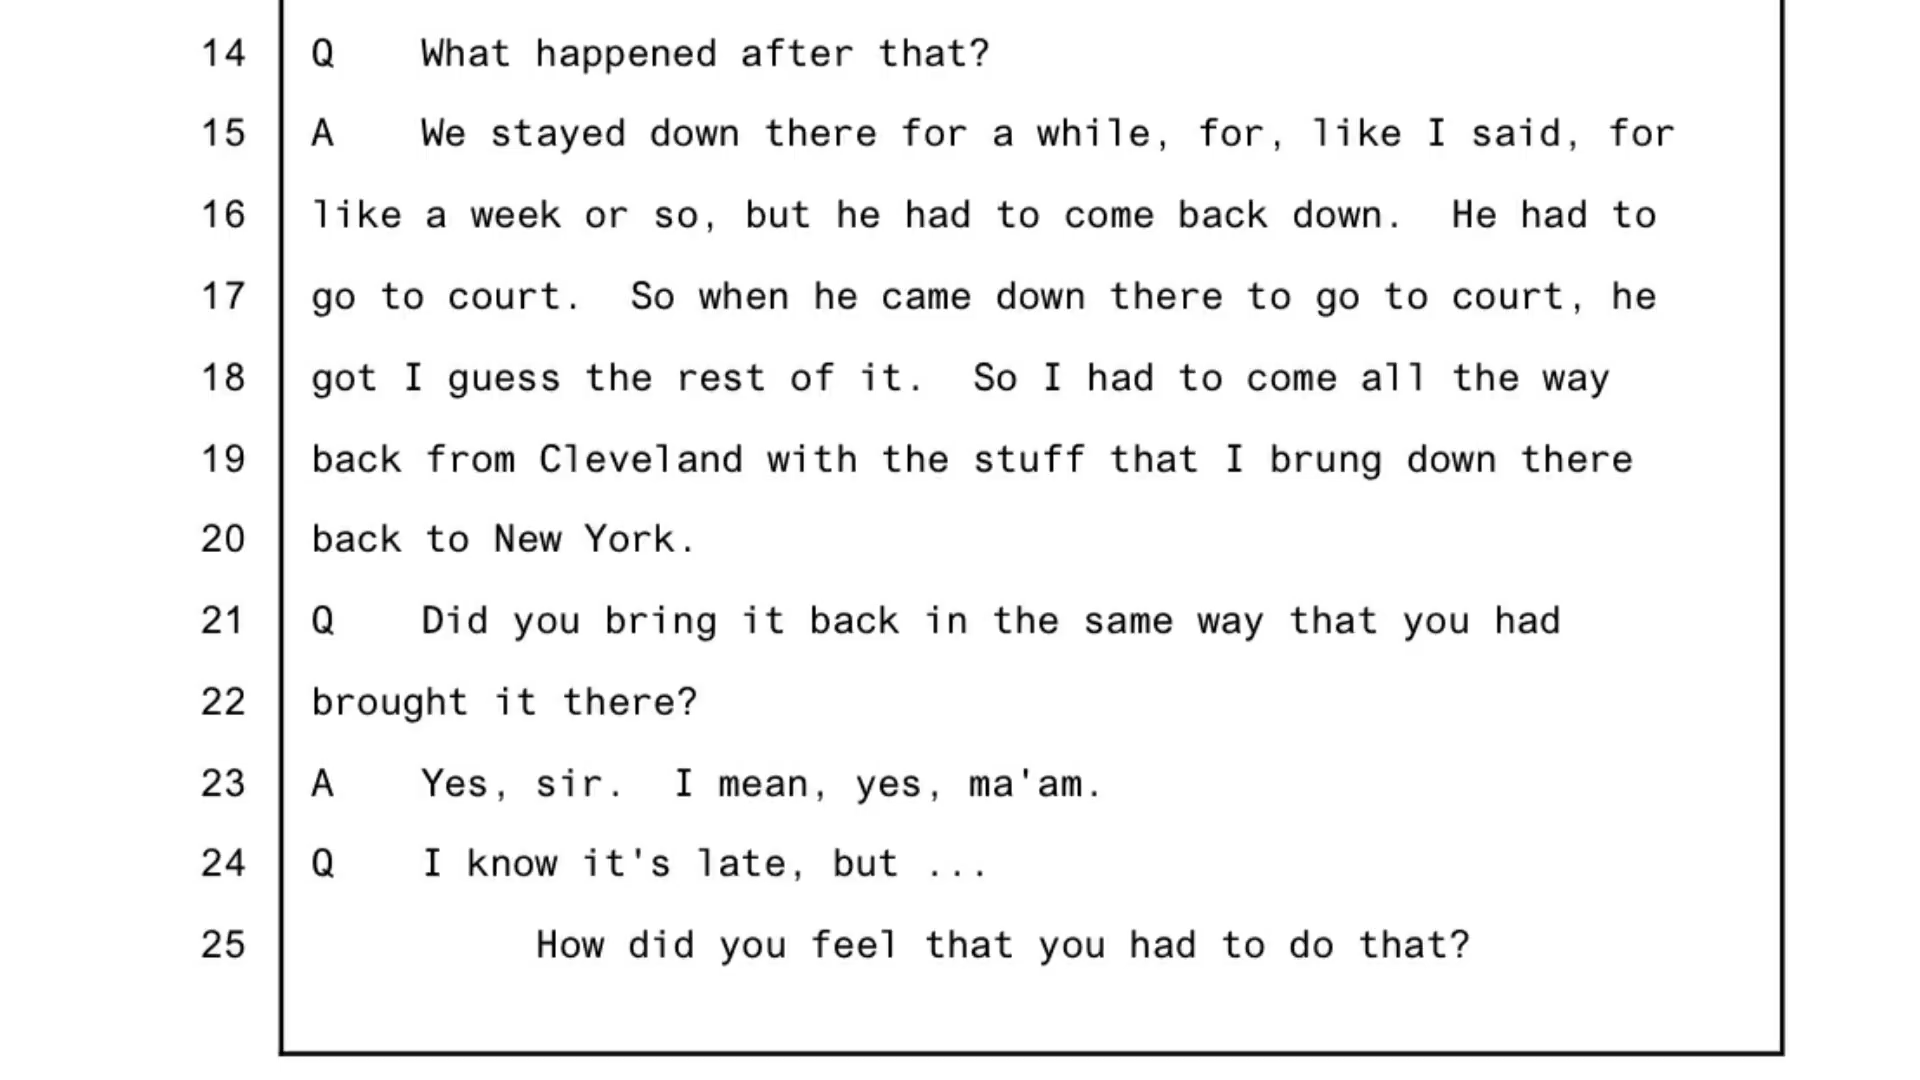 14 Q What happened after that?
15 A We stayed down there for a while, for, like I said, for
16 like a week or so, but he had to come back down. He had to
17 go to court. So when he came down there to go to court, he
18 got I guess the rest of it. So I had to come all the way
19 back from Cleveland with the stuff that I brung down there
20 back to New York.
21 Q Did you bring it back in the same way that you had
22 brought it there?
23 A Yes, sir. I mean, yes, ma'am.
24 Q I know it's late, but ...
25 How did you feel that you had to do that?